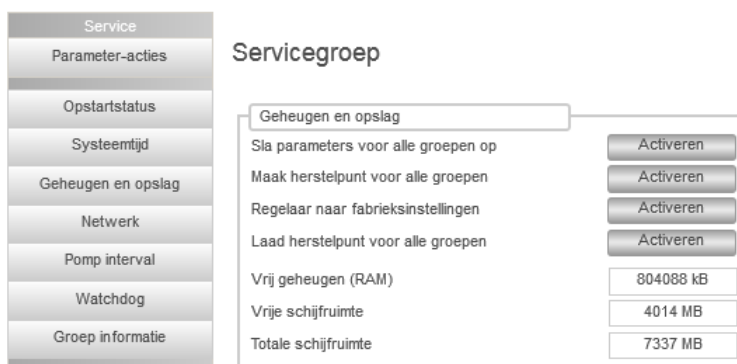 Service
Parameter-acties
Opstartstatus
Systeemtijd
Geheugen en opslag
Netwerk
Pomp interval
Watchdog
Groep informatie
Servicegroep
Geheugen en opslag
Sla parameters voor alle groepen op Activeren
Maak herstelpunt voor alle groepen Activeren
Regelaar naar fabrieksinstellingen Activeren
Laad herstelpunt voor alle groepen Activeren
Vrij geheugen (RAM) 804088 kB
Vrije schijfruimte 4014 MB
Totale schijfruimte 7337 MB